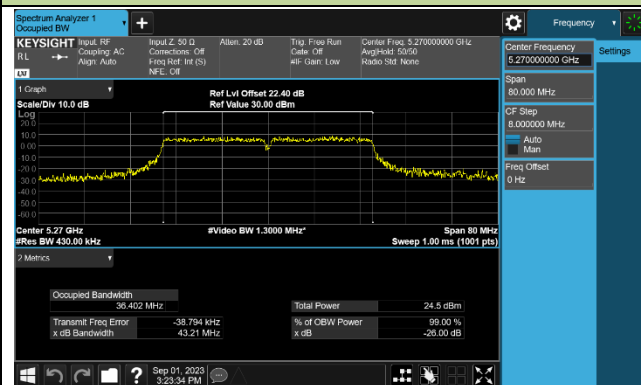 Spectrum Analyzer 1
Occupied BW
Frequency
KEYSIGHT
RL
LXI
Input: RF
Coupling: AC
Align: Auto
Input Z: 50 Ω
Corrections: Off
Freq Ref: Int (S)
NFE: Off
Atten: 20 dB
Trig: Free Run
Gate: Off
#IF Gain: Low
Center Freq: 5.270000000 GHz
Avg|Hold: 50/50
Radio Std: None
Center Frequency
5.270000000 GHz
Settings
Span
80.000 MHz
CF Step
8.000000 MHz
Auto
Man
Freq Offset
0 Hz
1 Graph
Scale/Div 10.0 dB
Ref Lvl Offset 22.40 dB
Ref Value 30.00 dBm
Log
20.0
10.0
0.00
-10.0
-20.0
-30.0
-40.0
-50.0
-60.0
Center 5.27 GHz
#Res BW 430.00 kHz
#Video BW 1.3000 MHz*
Span 80 MHz
Sweep 1.00 ms (1001 pts)
2 Metrics
Occupied Bandwidth
36.402 MHz
Total Power 24.5 dBm
Transmit Freq Error -38.794 kHz
% of OBW Power 99.00 %
x dB Bandwidth 43.21 MHz
x dB -26.00 dB
Sep 01, 2023
3:23:34 PM